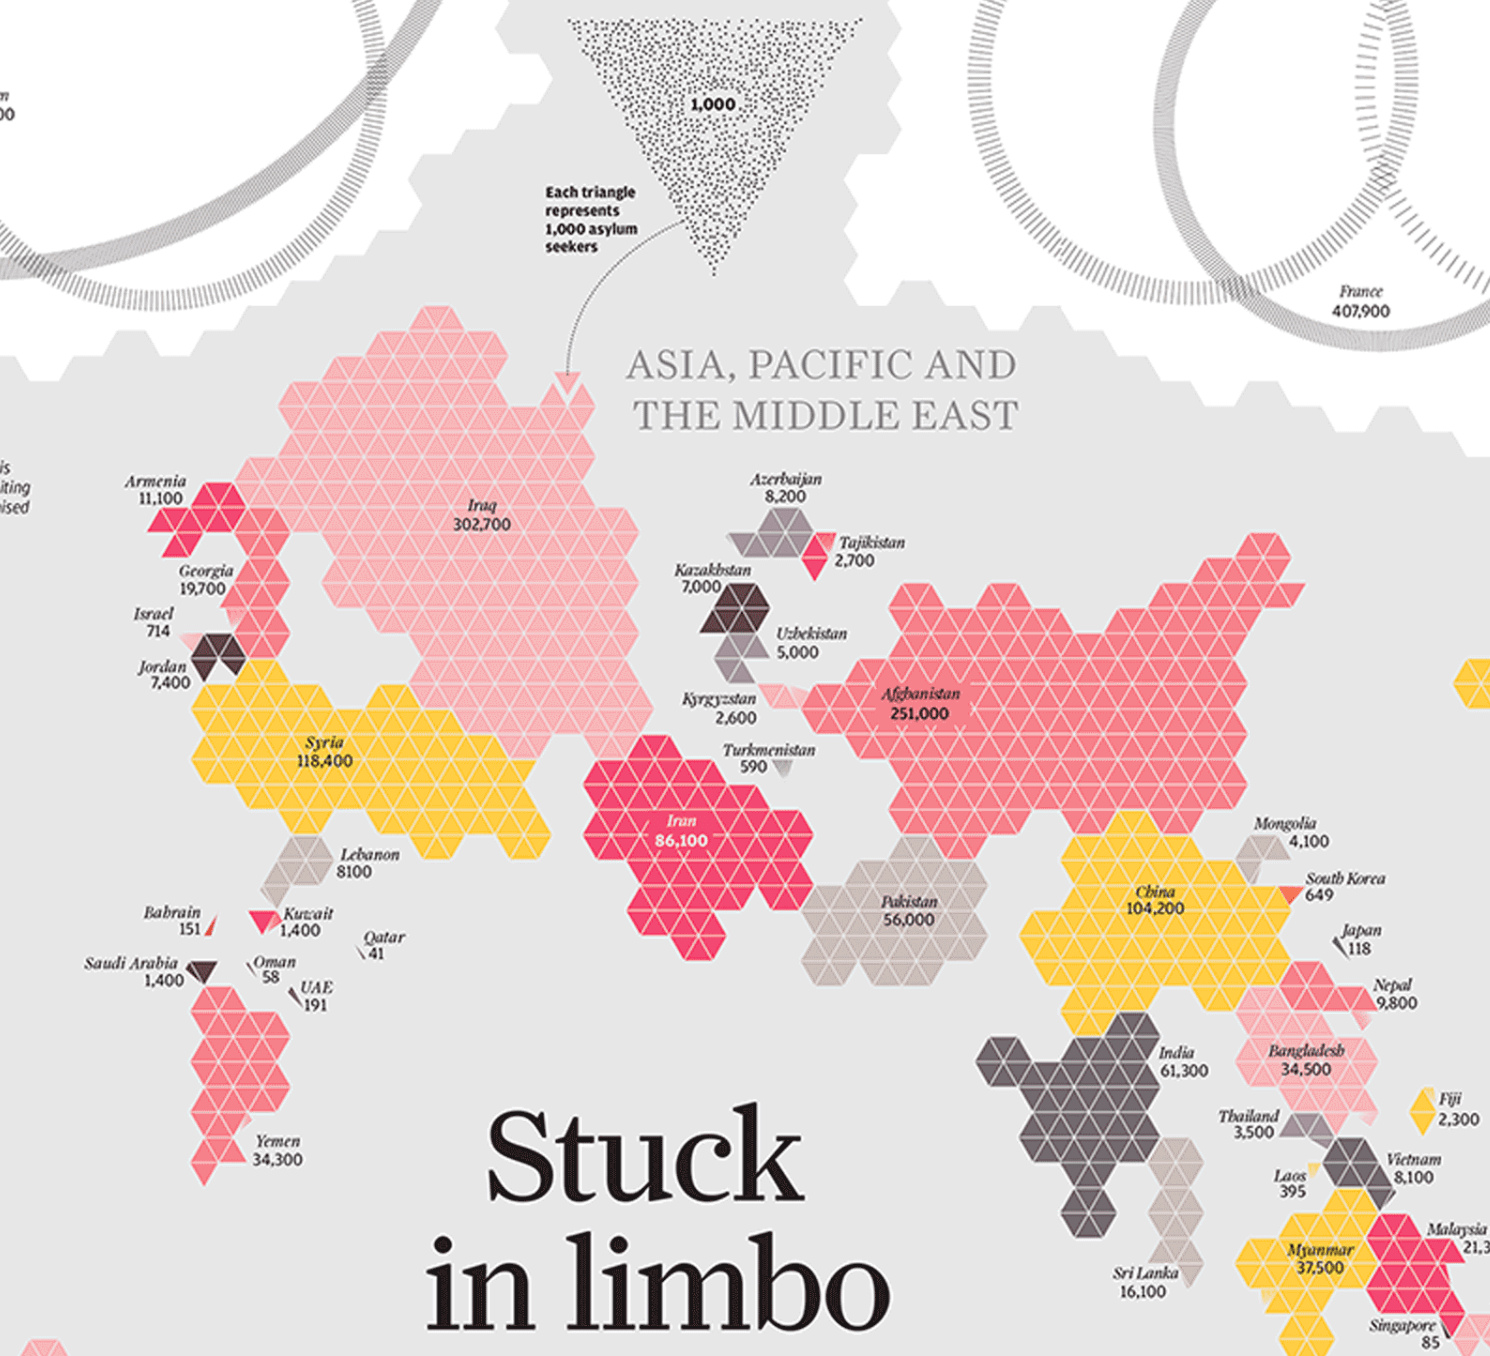 1,000
Each triangle
represents
1,000 asylum
seekers
France
407,900
ASIA, PACIFIC AND
THE MIDDLE EAST
Armenia
11,100
Iraq
302,700
Azerbaijan
8,200
Tajikistan
2,700
Georgia
19,700
Kazakhstan
7,000
Israel
714
Uzbekistan
5,000
Jordan
7,400
Kyrgyzstan
2,600
Afghanistan
251,000
Syria
118,400
Turkmenistan
590
Iran
86,100
Mongolia
4,100
Lebanon
8100
South Korea
649
China
104,200
Pakistan
56,000
Bahrain
151
Kuwait
1,400
Qatar
41
Japan
118
Saudi Arabia
1,400
Oman
58
UAE
191
Nepal
9,800
India
61,300
Bangladesh
34,500
Fiji
2,300
Thailand
3,500
Yemen
34,300
Vietnam
8,100
Laos
395
Stuck
in limbo
Malaysia
21,3
Myanmar
37,500
Sri Lanka
16,100
Singapore
85
is
iting
ised